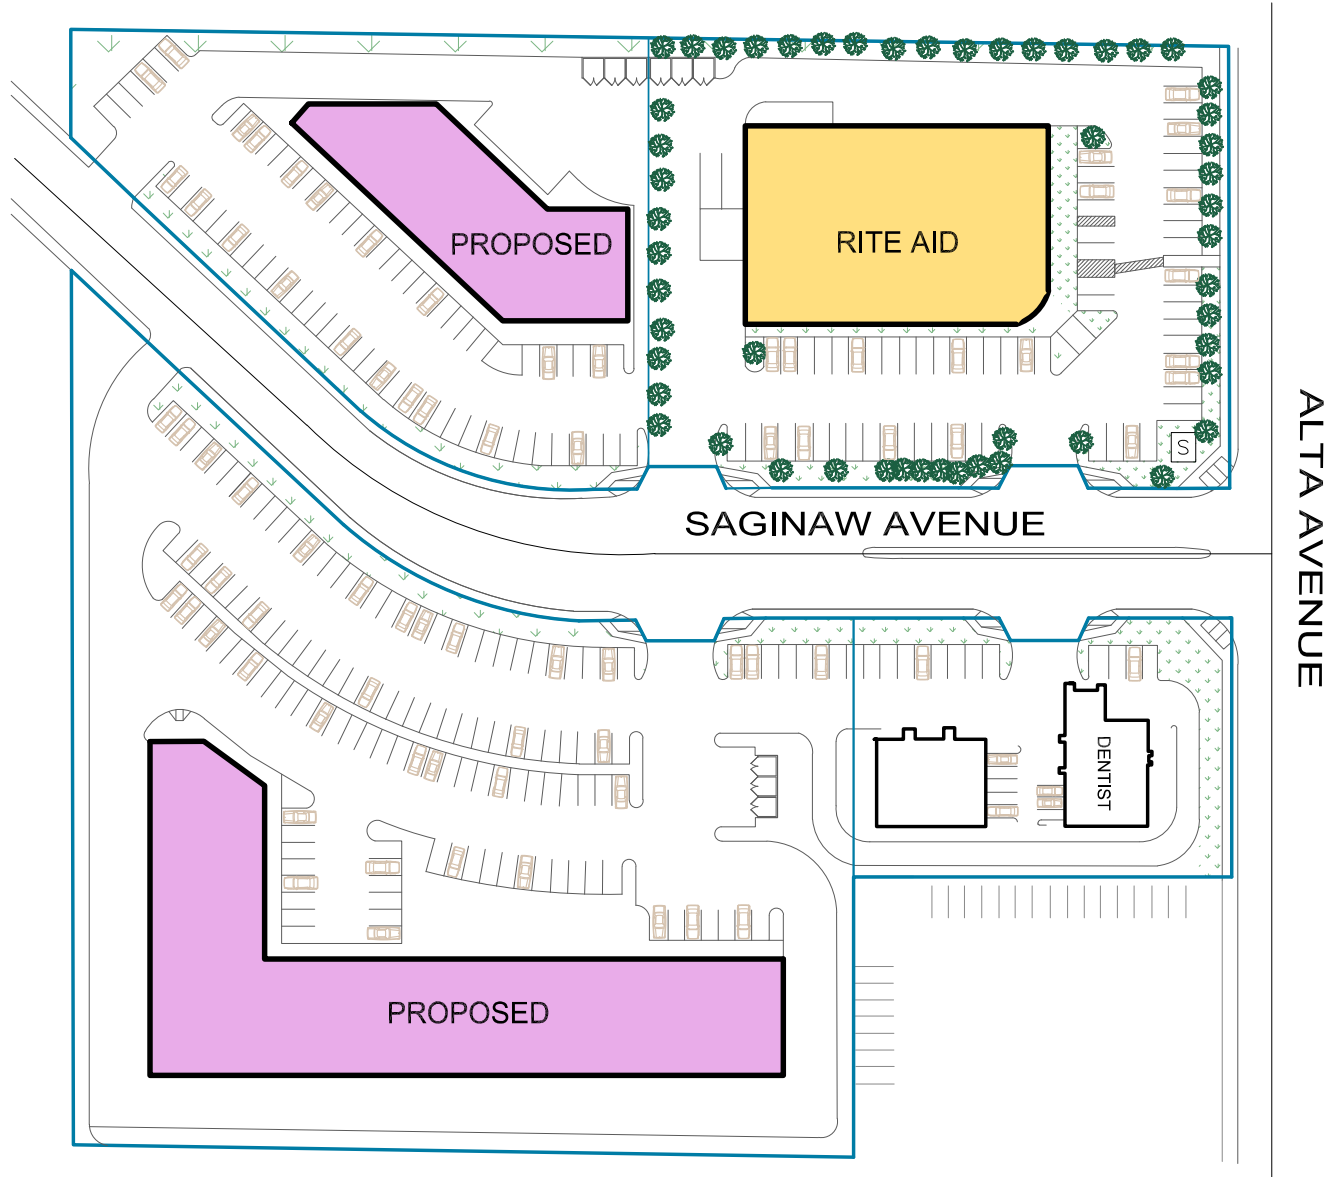 PROPOSED
RITE AID
S
ALTA AVENUE
SAGINAW AVENUE
DENTIST
PROPOSED